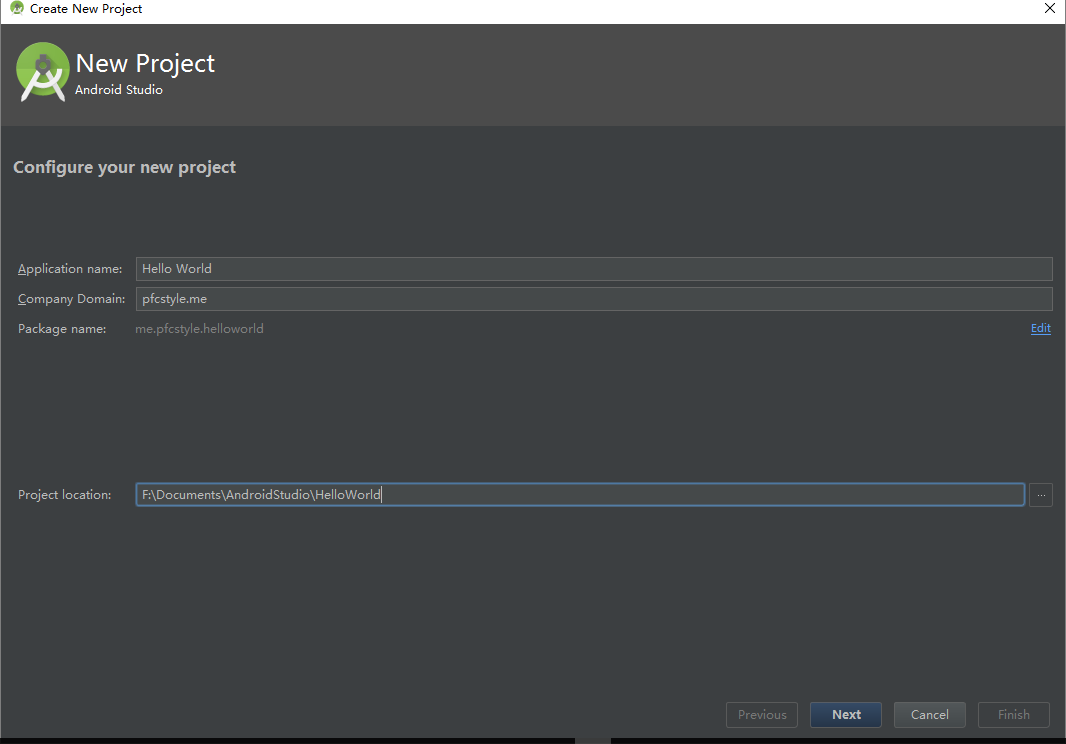 Create New Project
New Project
Android Studio
Configure your new project
Application name: Hello World
Company Domain: pfcstyle.me
Package name: me.pfcstyle.helloworld Edit
Project location: F:\Documents\AndroidStudio\HelloWorld ...
Previous Next Cancel Finish